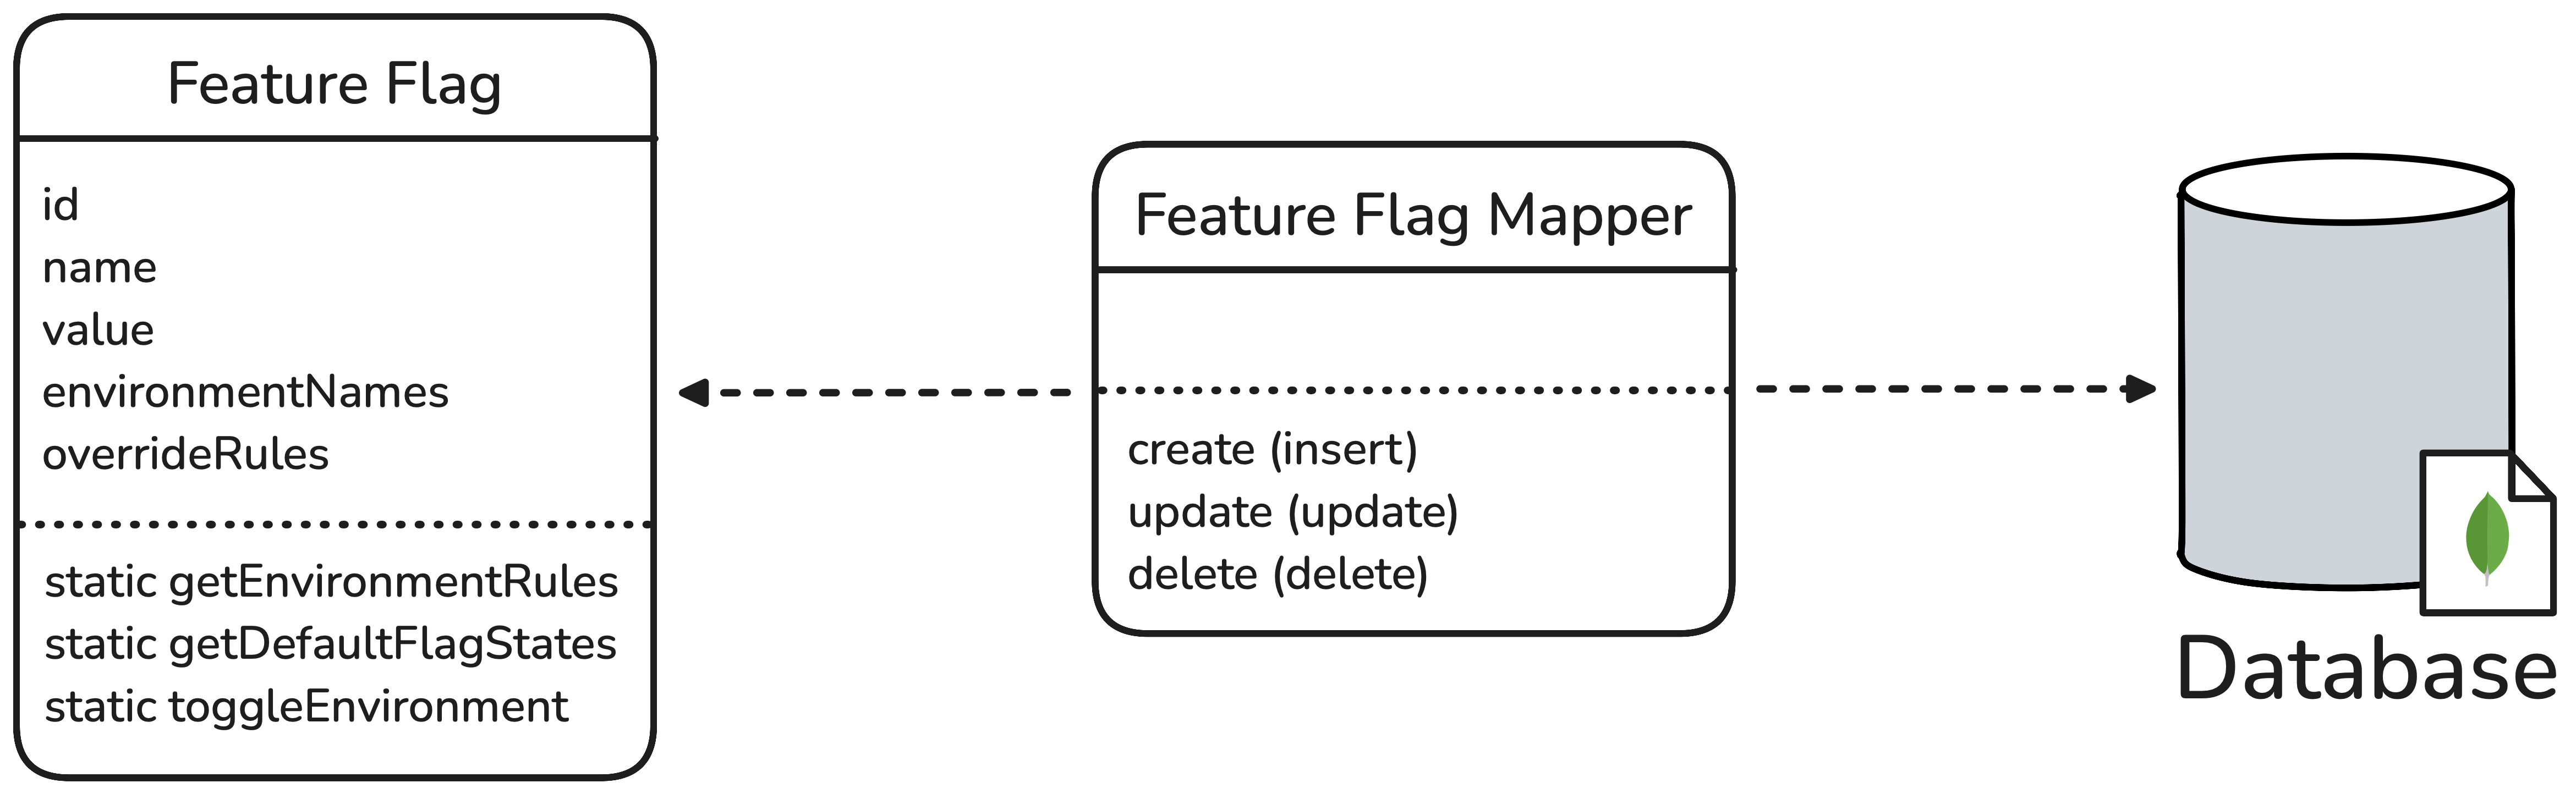 Feature Flag
id
name
value
environmentNames
overrideRules
static getEnvironmentRules
static getDefaultFlagStates
static toggleEnvironment
Feature Flag Mapper
create (insert)
update (update)
delete (delete)
Database